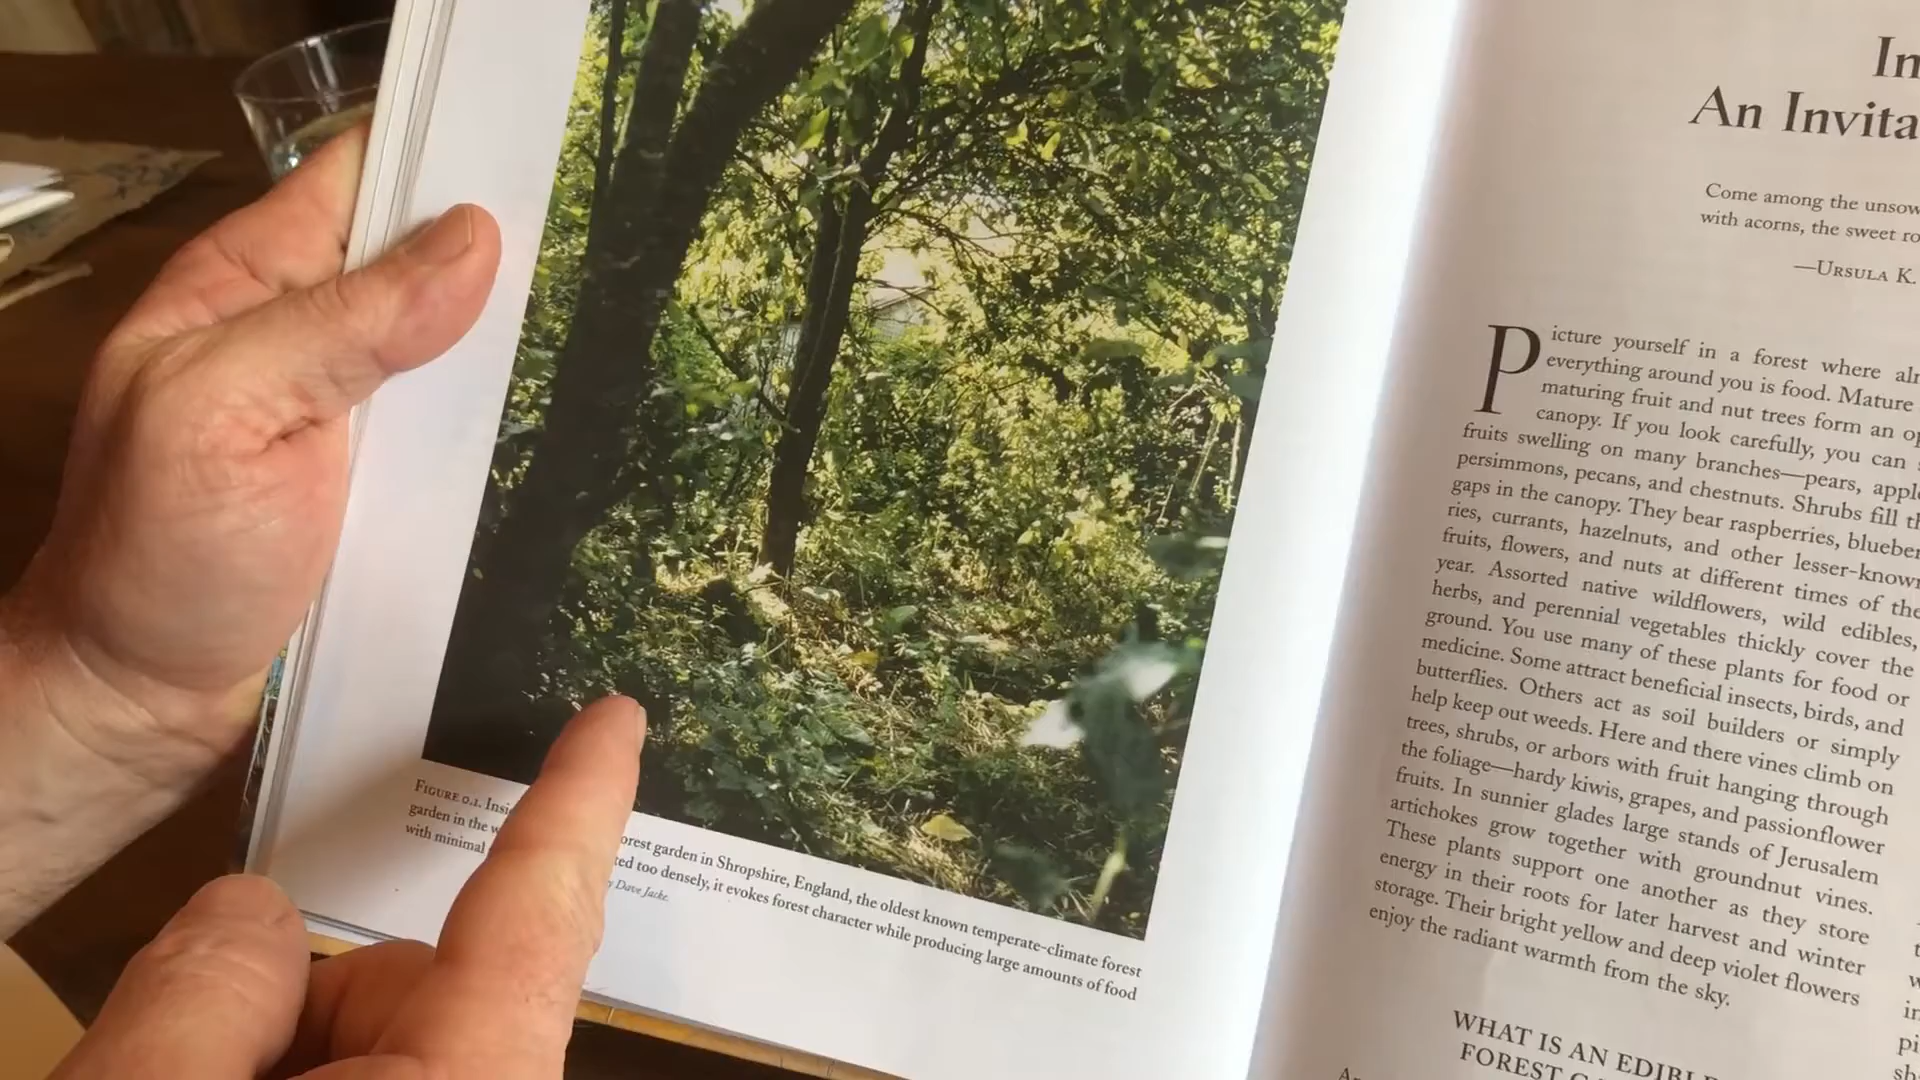 FIGURE 0.1. Insi
forest garden in Shropshire, England, the oldest known temperate-climate forest
garden in the w
ted too densely, it evokes forest character while producing large amounts of food
with minimal
y Dave Jacke.
In
An Invita
Come among the unsow
with acorns, the sweet ro
—URSULA K.
Picture yourself in a forest where alm
everything around you is food. Mature
maturing fruit and nut trees form an op
canopy. If you look carefully, you can s
fruits swelling on many branches—pears, apple
persimmons, pecans, and chestnuts. Shrubs fill th
gaps in the canopy. They bear raspberries, blueber
ries, currants, hazelnuts, and other lesser-known
fruits, flowers, and nuts at different times of the
year. Assorted native wildflowers, wild edibles,
herbs, and perennial vegetables thickly cover the
ground. You use many of these plants for food or
medicine. Some attract beneficial insects, birds, and
butterflies. Others act as soil builders or simply
help keep out weeds. Here and there vines climb on
trees, shrubs, or arbors with fruit hanging through
the foliage—hardy kiwis, grapes, and passionflower
fruits. In sunnier glades large stands of Jerusalem
artichokes grow together with groundnut vines.
These plants support one another as they store
energy in their roots for later harvest and winter
storage. Their bright yellow and deep violet flowers
enjoy the radiant warmth from the sky.
WHAT IS AN EDIBLE
FOREST G